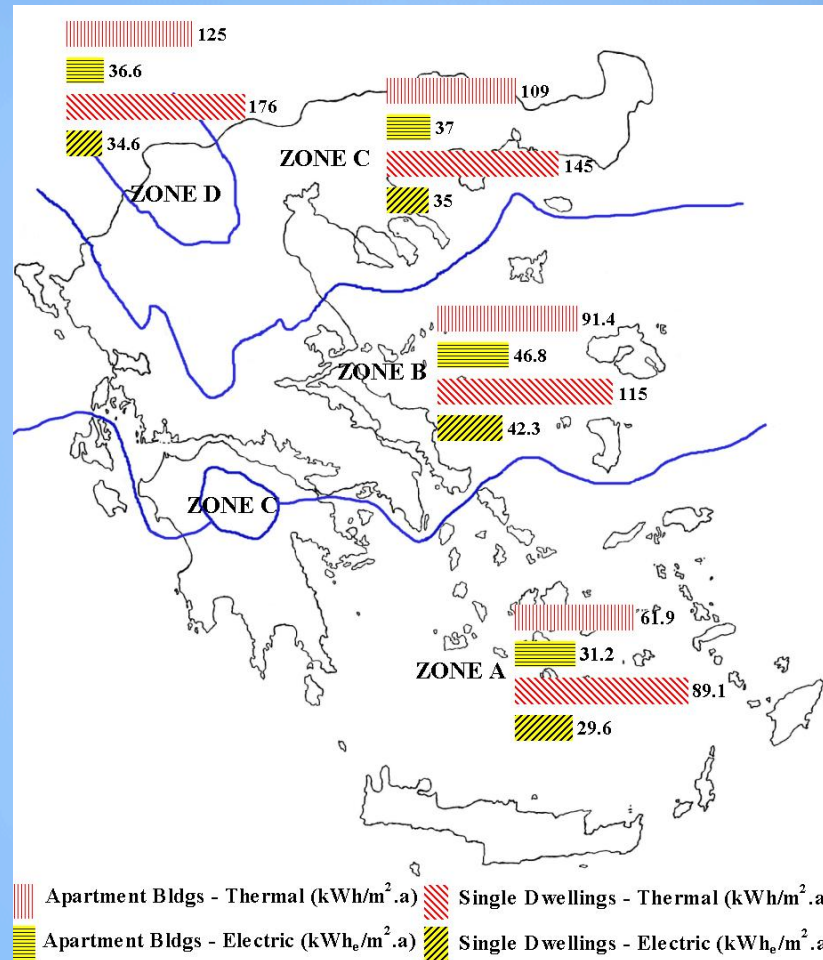 125
36.6
176
34.6
109
37
145
35
ZONE C
ZONE D
91.4
46.8
115
42.3
ZONE B
ZONE C
61.9
31.2
89.1
29.6
ZONE A
Apartment Bldgs - Thermal (kWh/m².a) Single Dwellings - Thermal (kWh/m².a
Apartment Bldgs - Electric (kWhₑ/m².a) Single Dwellings - Electric (kWhₑ/m².a